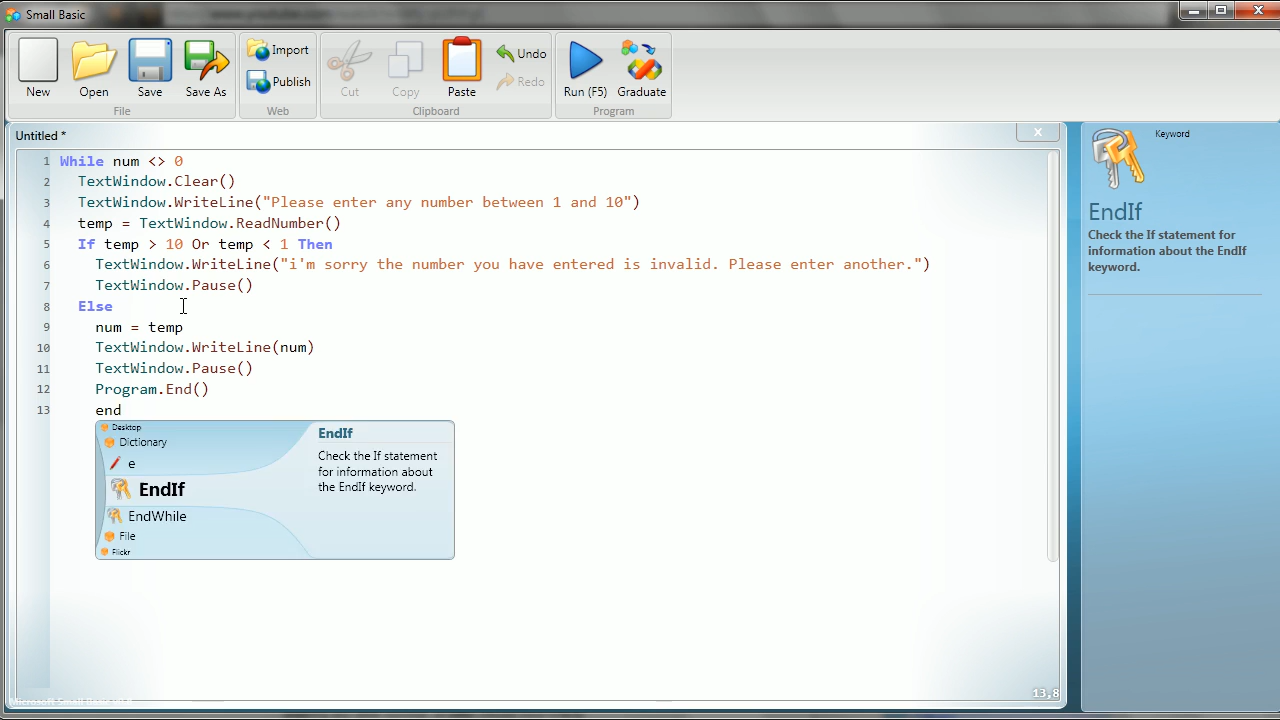 Small Basic
New
Open
Save
Save As
File
Import
Publish
Web
Cut
Copy
Paste
Undo
Redo
Clipboard
Run (F5)
Graduate
Program
Untitled *
1 While num <> 0
2 TextWindow.Clear()
3 TextWindow.WriteLine("Please enter any number between 1 and 10")
4 temp = TextWindow.ReadNumber()
5 If temp > 10 Or temp < 1 Then
6 TextWindow.WriteLine("i'm sorry the number you have entered is invalid. Please enter another.")
7 TextWindow.Pause()
8 Else
9 num = temp
10 TextWindow.WriteLine(num)
11 TextWindow.Pause()
12 Program.End()
13 end
Desktop
Dictionary
e
EndIf
EndWhile
File
Flickr
EndIf
Check the If statement
for information about
the EndIf keyword.
13,8
Keyword
EndIf
Check the If statement for
information about the EndIf
keyword.